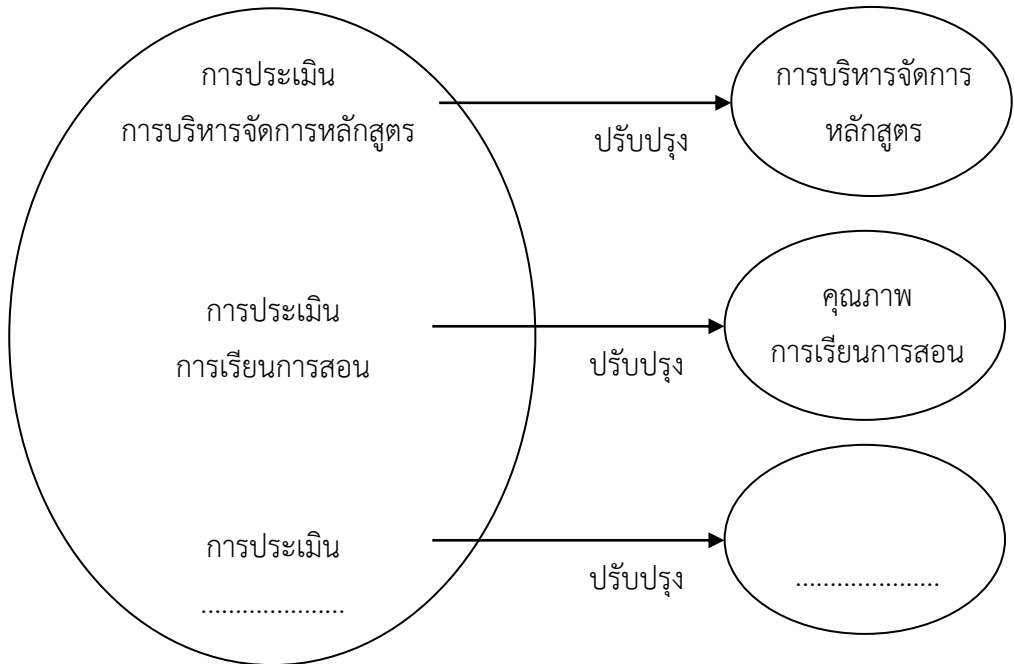 การประเมิน
การบริหารจัดการหลักสูตร
ปรับปรุง
การบริหารจัดการ
หลักสูตร
การประเมิน
การเรียนการสอน
ปรับปรุง
คุณภาพ
การเรียนการสอน
การประเมิน
.....................
ปรับปรุง
.....................